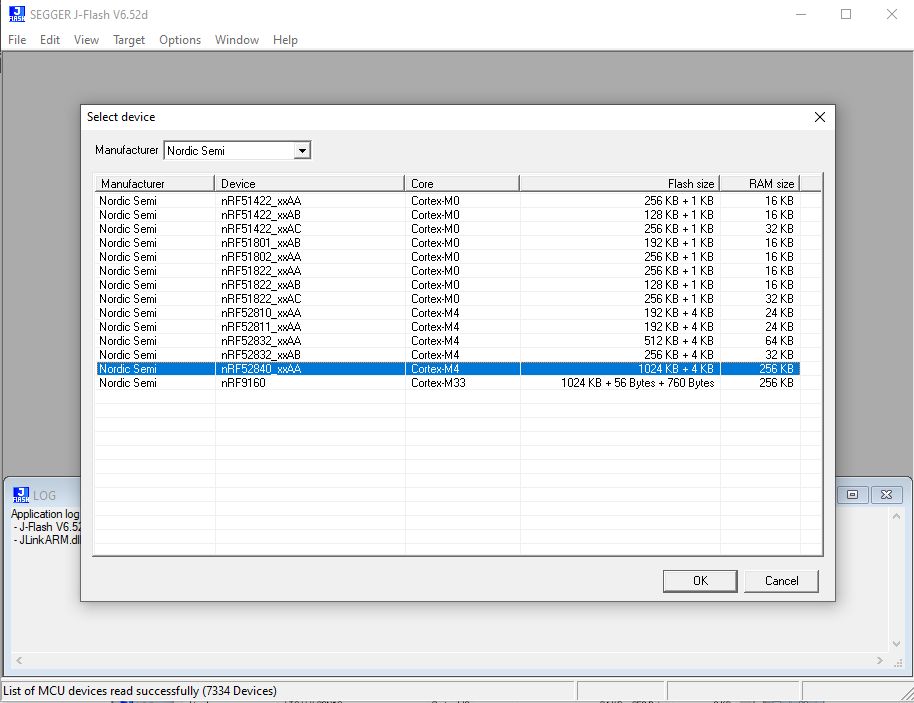 SEGGER J-Flash V6.52d
File Edit View Target Options Window Help
Select device
Manufacturer Nordic Semi
Manufacturer Device Core Flash size RAM size
Nordic Semi nRF51422_xxAA Cortex-M0 256 KB + 1 KB 16 KB
Nordic Semi nRF51422_xxAB Cortex-M0 128 KB + 1 KB 16 KB
Nordic Semi nRF51422_xxAC Cortex-M0 256 KB + 1 KB 32 KB
Nordic Semi nRF51801_xxAB Cortex-M0 192 KB + 1 KB 16 KB
Nordic Semi nRF51802_xxAA Cortex-M0 256 KB + 1 KB 16 KB
Nordic Semi nRF51822_xxAA Cortex-M0 256 KB + 1 KB 16 KB
Nordic Semi nRF51822_xxAB Cortex-M0 128 KB + 1 KB 16 KB
Nordic Semi nRF51822_xxAC Cortex-M0 256 KB + 1 KB 32 KB
Nordic Semi nRF52810_xxAA Cortex-M4 192 KB + 4 KB 24 KB
Nordic Semi nRF52811_xxAA Cortex-M4 192 KB + 4 KB 24 KB
Nordic Semi nRF52832_xxAA Cortex-M4 512 KB + 4 KB 64 KB
Nordic Semi nRF52832_xxAB Cortex-M4 256 KB + 4 KB 32 KB
Nordic Semi nRF52840_xxAA Cortex-M4 1024 KB + 4 KB 256 KB
Nordic Semi nRF9160 Cortex-M33 1024 KB + 56 Bytes + 760 Bytes 256 KB
OK Cancel
LOG
Application log
- J-Flash V6.52
- JLinkARM.dl
List of MCU devices read successfully (7334 Devices)